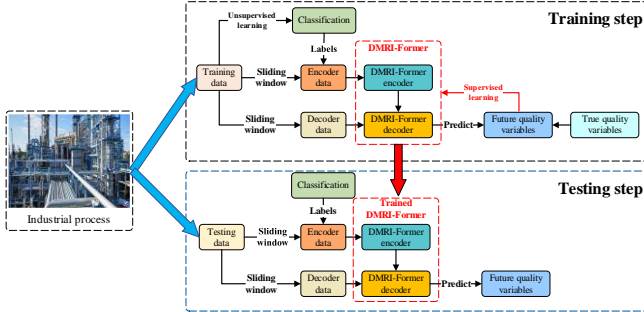 Training step
Unsupervised
learning
Classification
Labels
DMRI-Former
Training
data
Sliding
window
Encoder
data
DMRI-Former
encoder
Supervised
learning
Sliding
window
Decoder
data
DMRI-Former
decoder
Predict
Future quality
variables
True quality
variables
Industrial process
Testing step
Classification
Labels
Trained
DMRI-Former
Testing
data
Sliding
window
Encoder
data
DMRI-Former
encoder
Sliding
window
Decoder
data
DMRI-Former
decoder
Predict
Future quality
variables